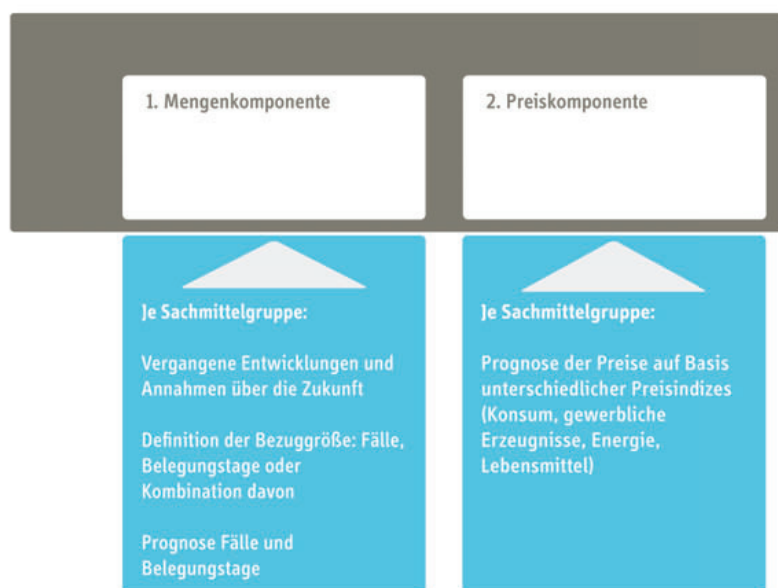 1. Mengenkomponente
Je Sachmittelgruppe:
Vergangene Entwicklungen und
Annahmen über die Zukunft
Definition der Bezuggröße: Fälle,
Belegungstage oder
Kombination davon
Prognose Fälle und
Belegungstage
2. Preiskomponente
Je Sachmittelgruppe:
Prognose der Preise auf Basis
unterschiedlicher Preisindizes
(Konsum, gewerbliche
Erzeugnisse, Energie,
Lebensmittel)